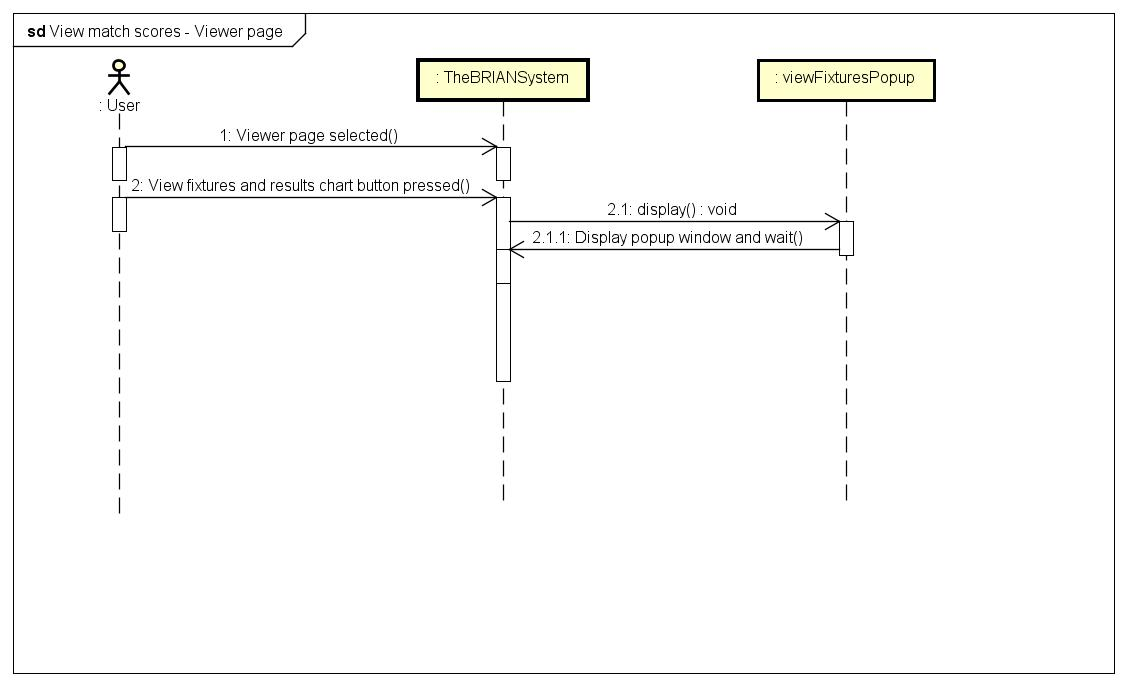 sd View match scores - Viewer page
: User
: TheBRIANSystem
: viewFixturesPopup
1: Viewer page selected()
2: View fixtures and results chart button pressed()
2.1: display() : void
2.1.1: Display popup window and wait()